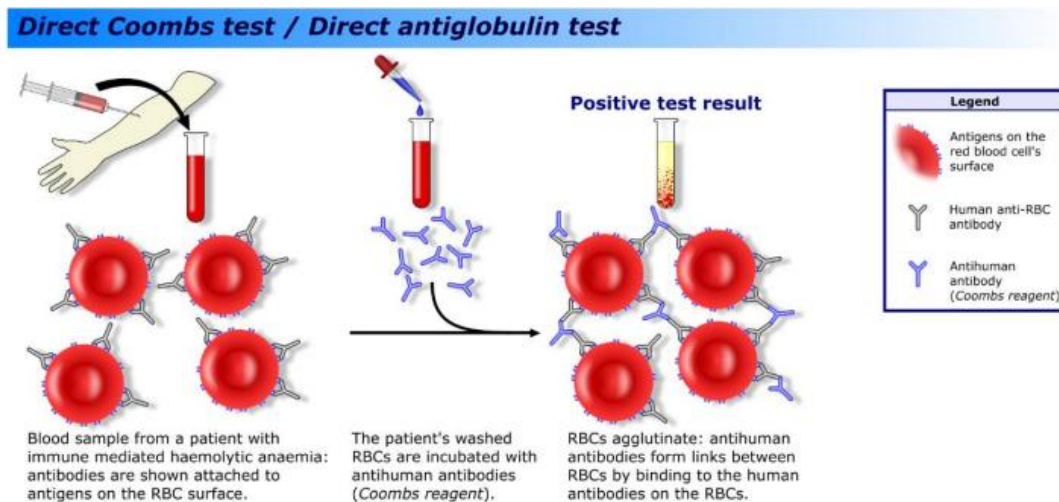 Direct Coombs test / Direct antiglobulin test
Positive test result
Legend
Antigens on the
red blood cell's
surface
Human anti-RBC
antibody
Antihuman
antibody
(Coombs reagent)
Blood sample from a patient with
immune mediated haemolytic anaemia:
antibodies are shown attached to
antigens on the RBC surface.
The patient's washed
RBCs are incubated with
antihuman antibodies
(Coombs reagent).
RBCs agglutinate: antihuman
antibodies form links between
RBCs by binding to the human
antibodies on the RBCs.